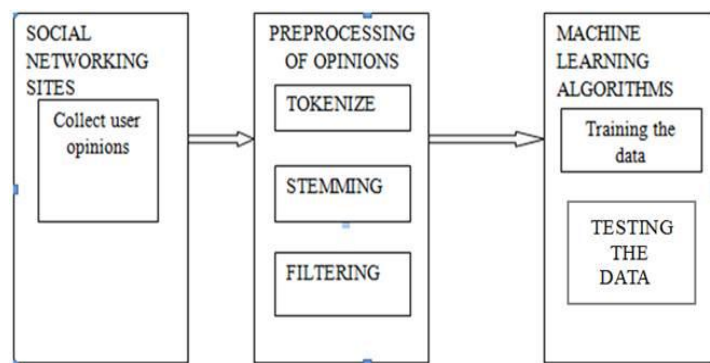 SOCIAL
NETWORKING
SITES
Collect user
opinions
PREPPROCESSING
OF OPINIONS
TOKENIZE
STEMMING
FILTERING
MACHINE
LEARNING
ALGORITHMS
Training the
data
TESTING
THE
DATA